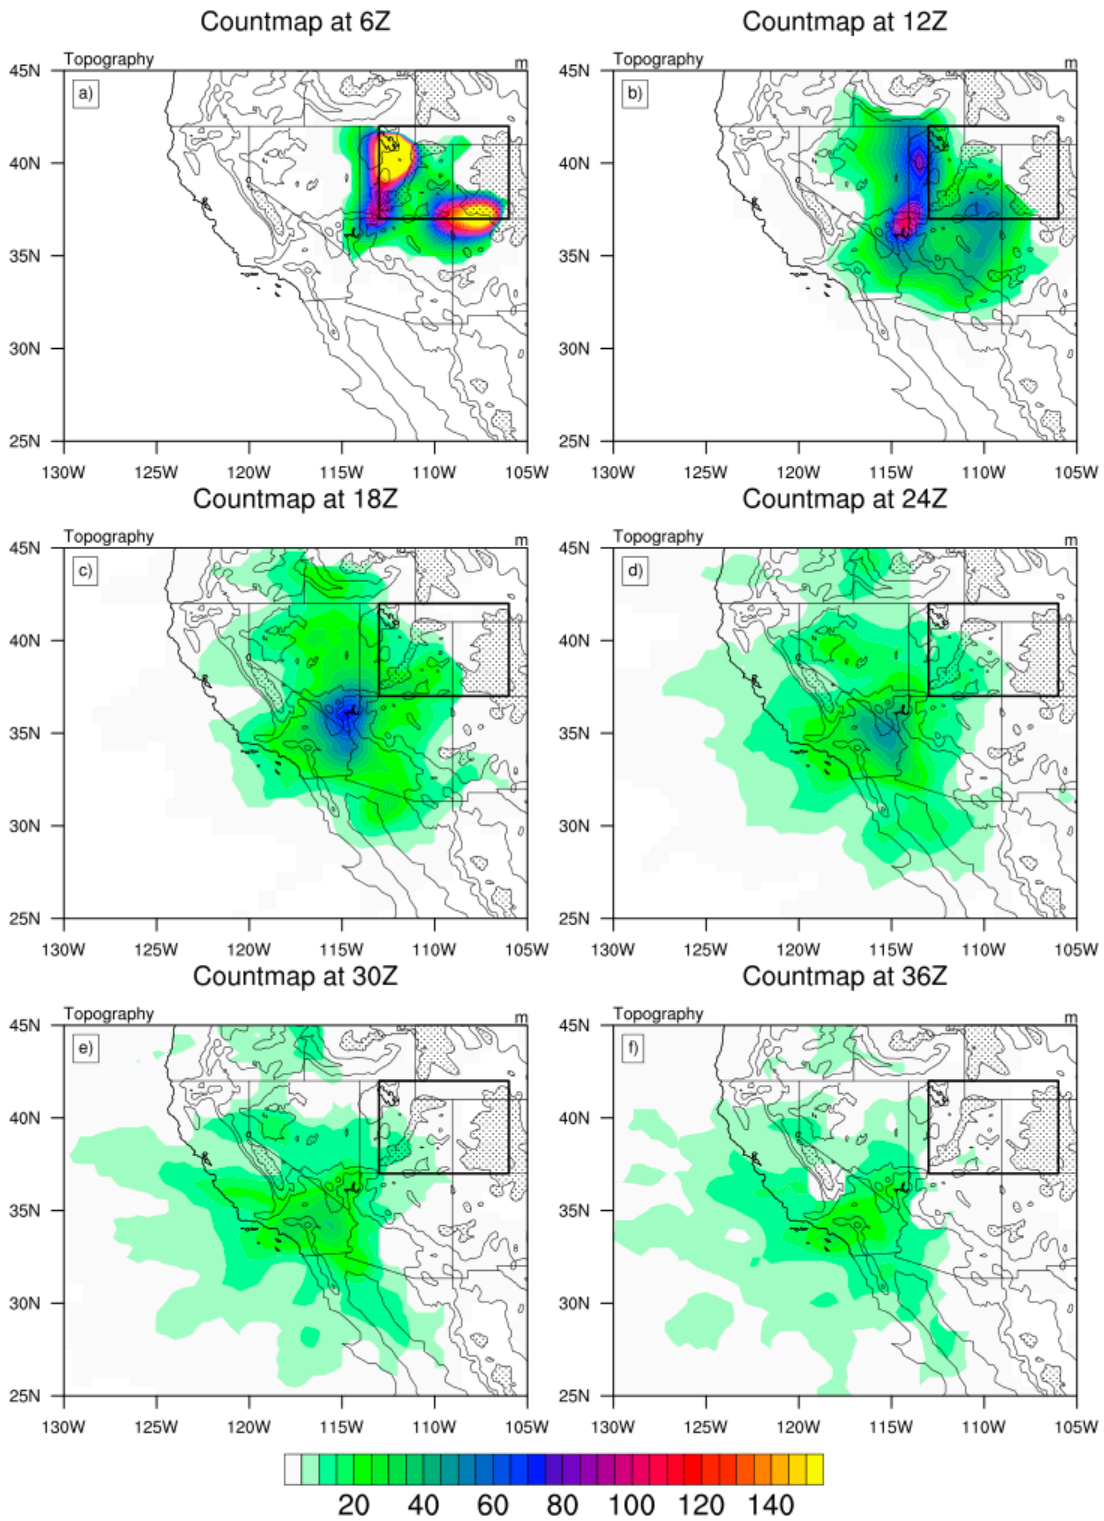 Countmap at 6Z
Countmap at 12Z
Topography m
Topography m
45N
40N
35N
30N
25N
a)
130W 125W 120W 115W 110W 105W
45N
40N
35N
30N
25N
b)
130W 125W 120W 115W 110W 105W
Countmap at 18Z
Countmap at 24Z
Topography m
Topography m
45N
40N
35N
30N
25N
c)
130W 125W 120W 115W 110W 105W
45N
40N
35N
30N
25N
d)
130W 125W 120W 115W 110W 105W
Countmap at 30Z
Countmap at 36Z
Topography m
Topography m
45N
40N
35N
30N
25N
e)
130W 125W 120W 115W 110W 105W
45N
40N
35N
30N
25N
f)
130W 125W 120W 115W 110W 105W
20 40 60 80 100 120 140